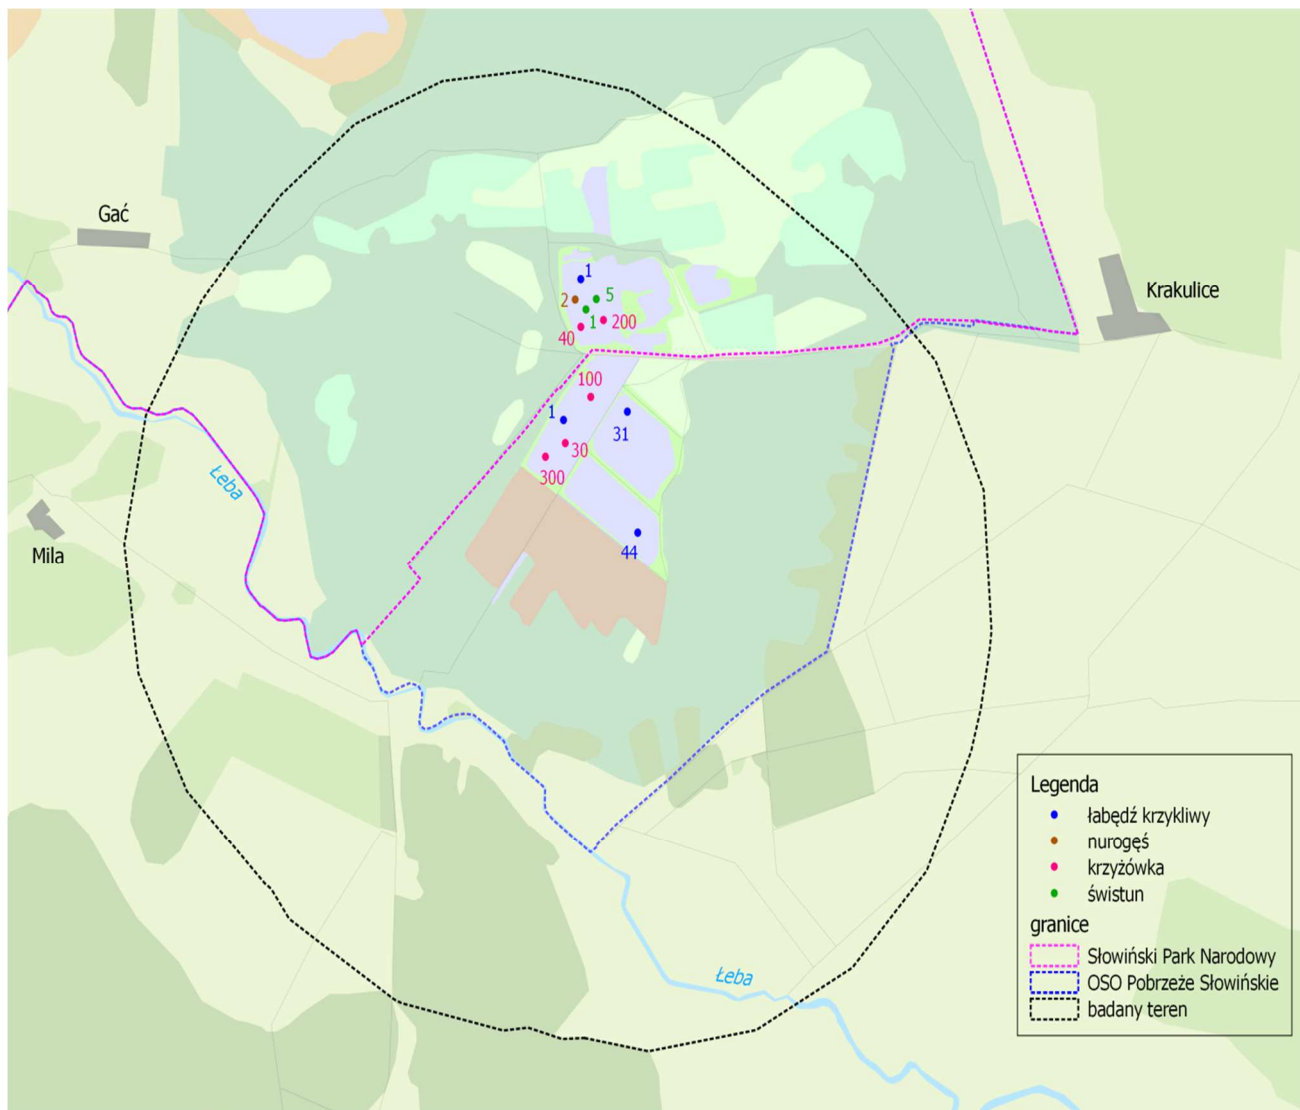 Gać
Krakulice
1
2
5
1
200
40
100
1
31
30
300
Łeba
44
Mila
Legenda
łabędź krzykliwy
nurogęś
krzyżówka
świstun
granice
Słowiński Park Narodowy
OSO Pobrzeże Słowińskie
badany teren
Łeba